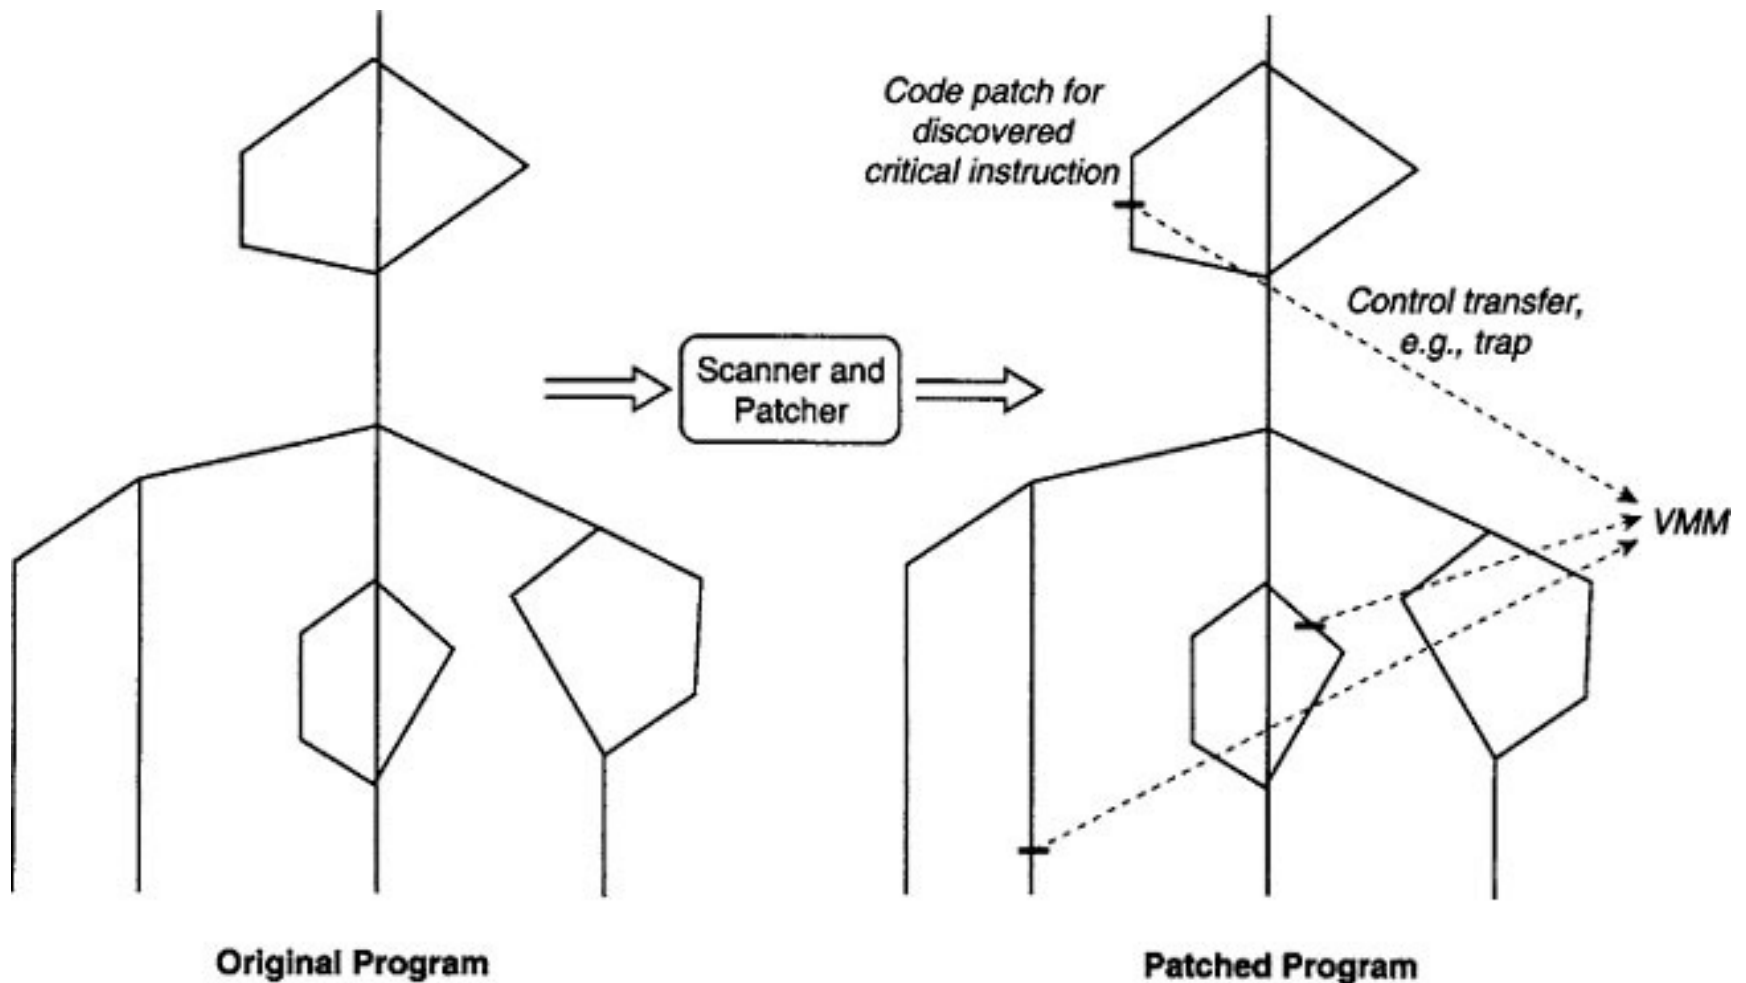 Code patch for
discovered
critical instruction
Control transfer,
e.g., trap
Scanner and
Patcher
VMM
Original Program
Patched Program